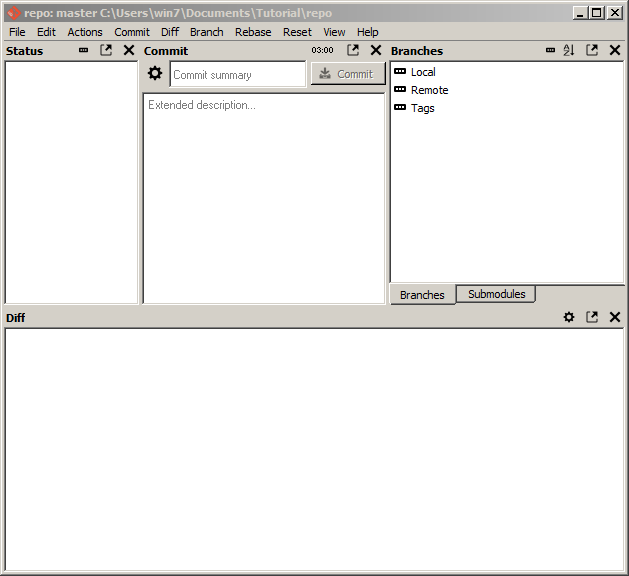 repo: master C:\Users\win7\Documents\Tutorial\repo
File Edit Actions Commit Diff Branch Rebase Reset View Help
Status
Commit 03:00
Commit summary Commit
Extended description...
Branches
Local
Remote
Tags
Branches Submodules
Diff